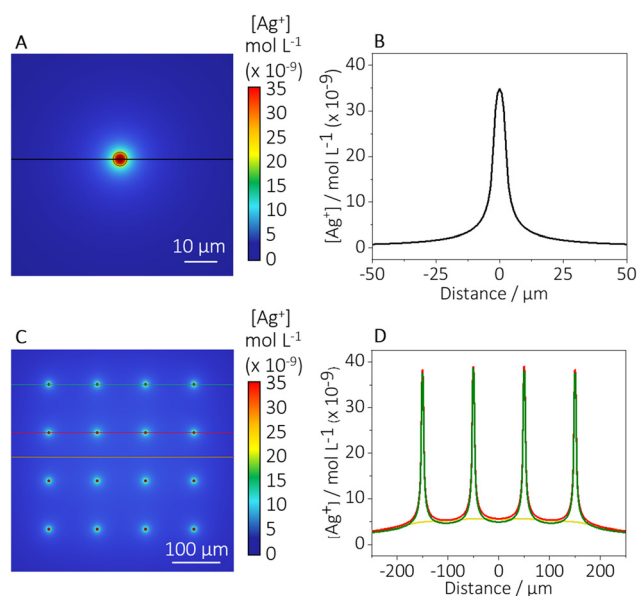 A
[Ag⁺]
mol L⁻¹
(x 10⁻⁹)
35
30
25
20
15
10
5
0
10 µm
B
[Ag⁺] / mol L⁻¹ (x 10⁻⁹)
40
30
20
10
0
-50 -25 0 25 50
Distance / µm
C
[Ag⁺]
mol L⁻¹
(x 10⁻⁹)
35
30
25
20
15
10
5
0
100 µm
D
[Ag⁺] / mol L⁻¹ (x 10⁻⁹)
40
30
20
10
0
-200 -100 0 100 200
Distance / µm